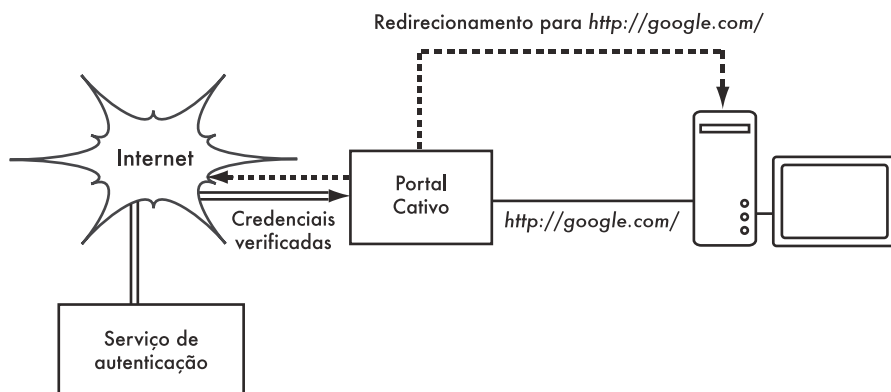 Redirecionamento para http://google.com/
Internet
Portal
Cativo
Credenciais
verificadas
http://google.com/
Serviço de
autenticação